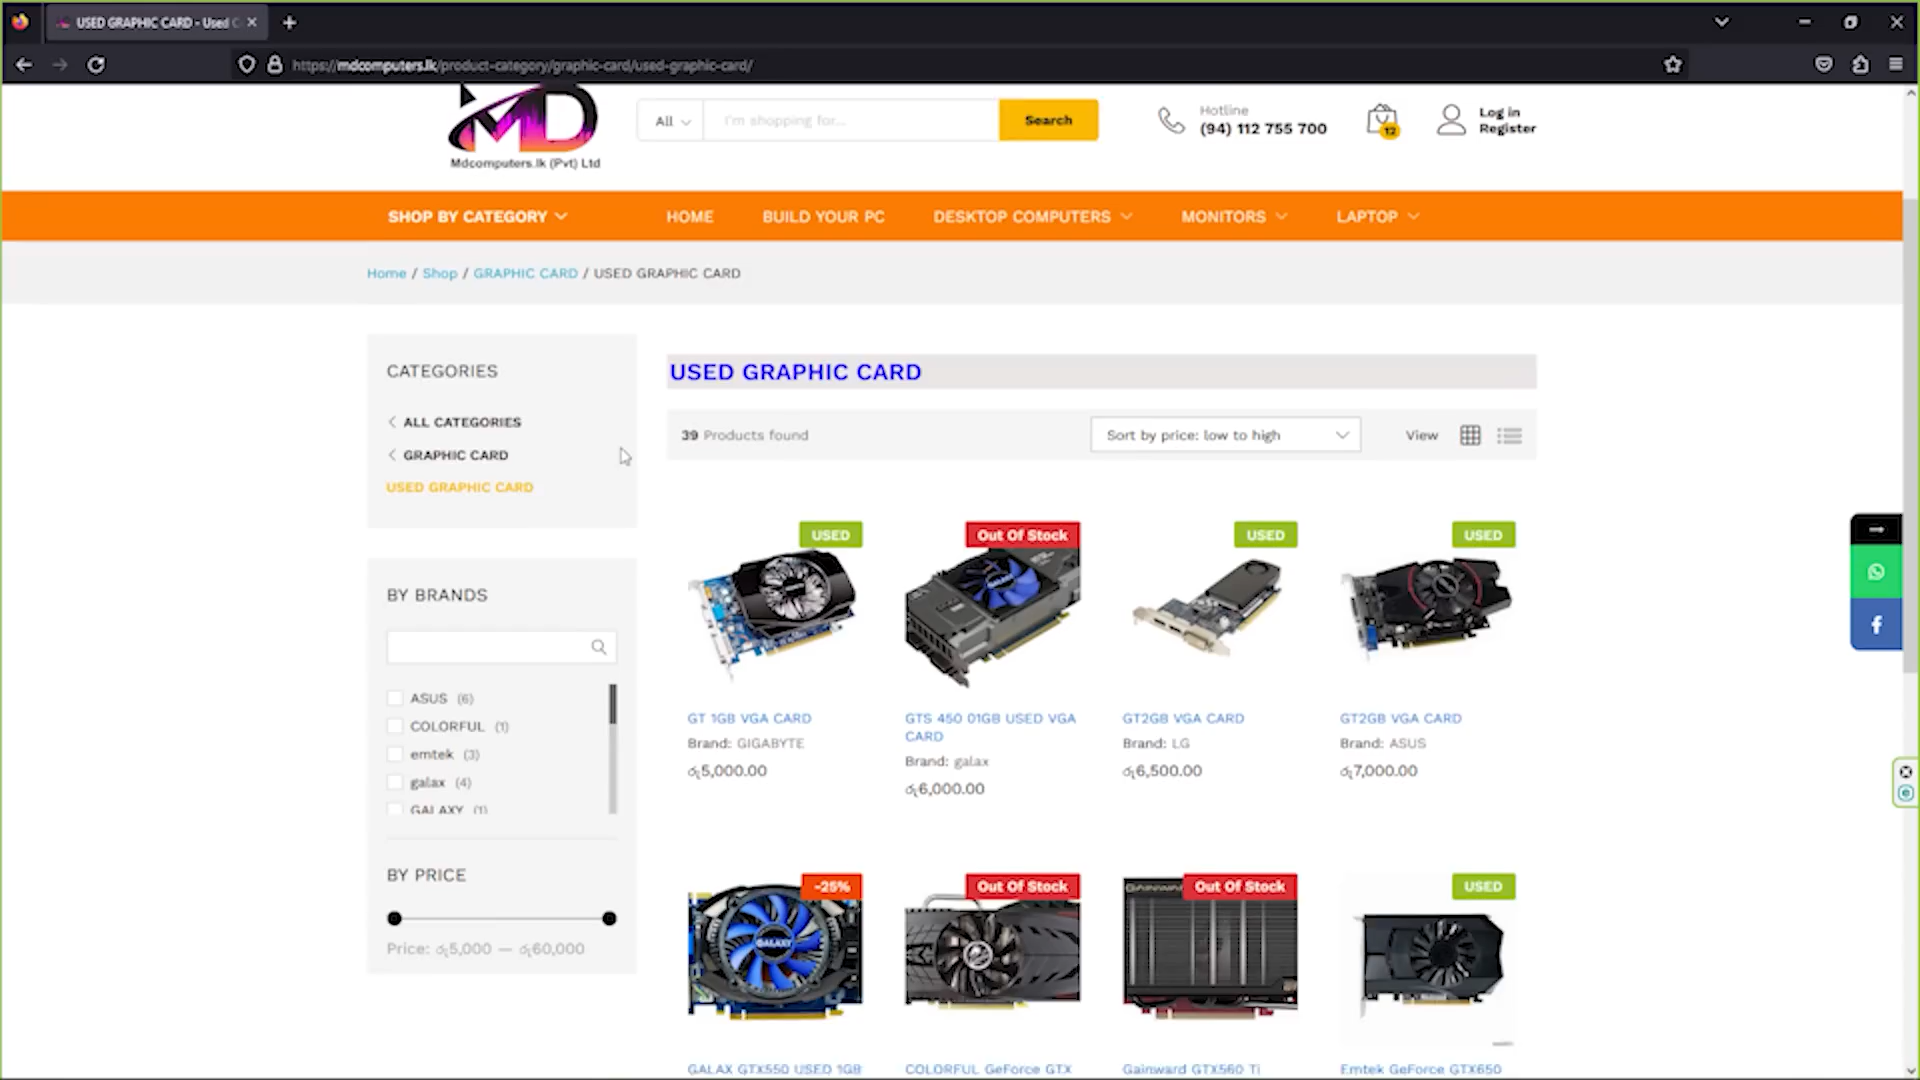 USED GRAPHIC CARD - Used C
https://mdcomputers.lk/product-category/graphic-card/used-graphic-card/
MD
Mdcomputers.lk (Pvt) Ltd
All
I'm shopping for...
Search
Hotline
(94) 112 755 700
12
Log in
Register
SHOP BY CATEGORY
HOME
BUILD YOUR PC
DESKTOP COMPUTERS
MONITORS
LAPTOP
Home / Shop / GRAPHIC CARD / USED GRAPHIC CARD
CATEGORIES
ALL CATEGORIES
GRAPHIC CARD
USED GRAPHIC CARD
BY BRANDS
ASUS (6)
COLORFUL (1)
emtek (3)
galax (4)
GALAXY (1)
BY PRICE
Price: රු5,000 — රු60,000
USED GRAPHIC CARD
39 Products found
Sort by price: low to high
View
USED
GT 1GB VGA CARD
Brand: GIGABYTE
රු5,000.00
Out Of Stock
GTS 450 01GB USED VGA
CARD
Brand: galax
රු6,000.00
USED
GT2GB VGA CARD
Brand: LG
රු6,500.00
USED
GT2GB VGA CARD
Brand: ASUS
රු7,000.00
-25%
GALAXY
GALAX GTX550 USED 1GB
Out Of Stock
COLORFUL GeForce GTX
Out Of Stock
Gainward GTX560 Ti
USED
Emtek GeForce GTX650